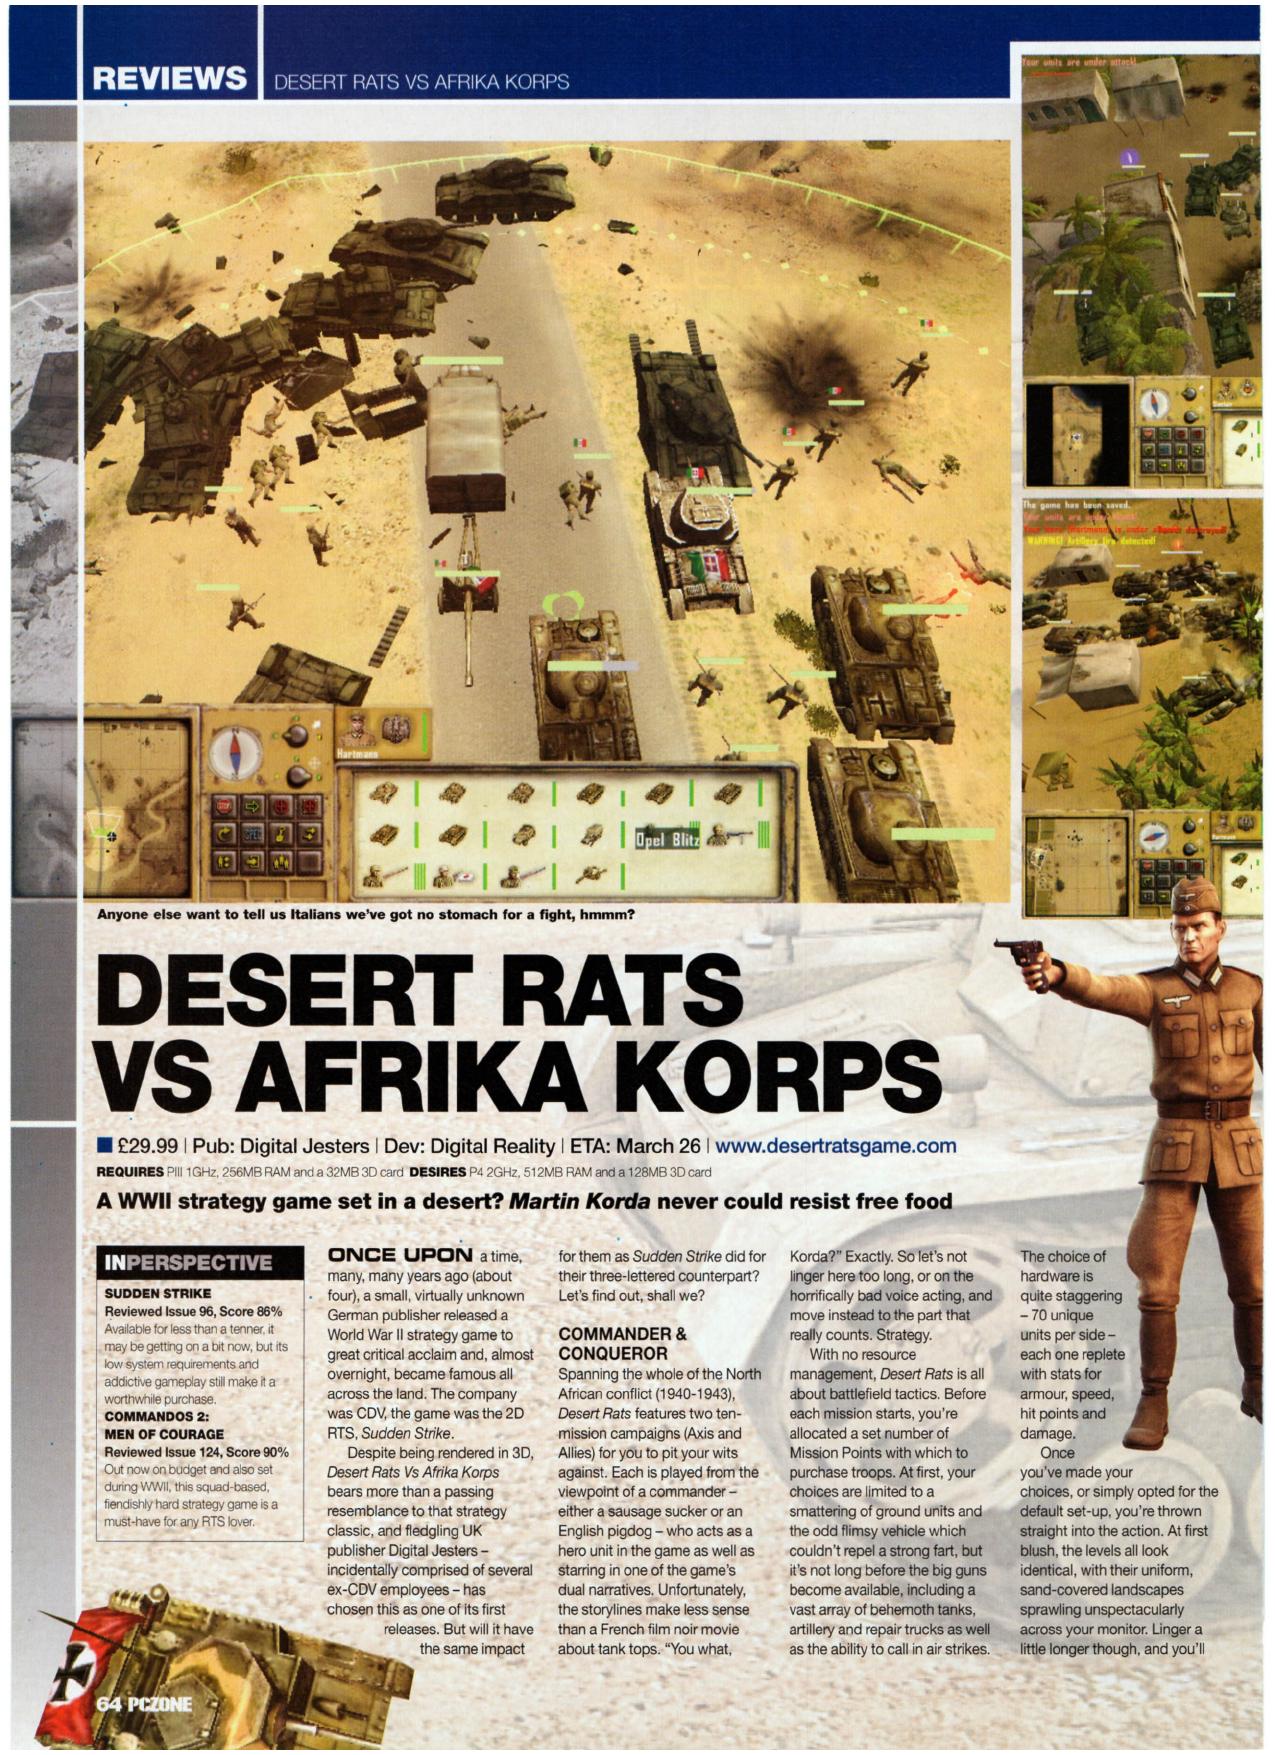 REVIEWS
DESERT RATS VS AFRIKA KORPS
Your units are under attack!
The game has been saved.
Your units are under attack!
WARNING! Artillery fire detected!
Hartmann
Opel Blitz
Anyone else want to tell us Italians we've got no stomach for a fight, hmmm?
DESERT RATS
VS AFRIKA KORPS
£29.99 | Pub: Digital Jesters | Dev: Digital Reality | ETA: March 26 | www.desertratsgame.com
REQUIRES PIII 1GHz, 256MB RAM and a 32MB 3D card DESIRES P4 2GHz, 512MB RAM and a 128MB 3D card
A WWII strategy game set in a desert? Martin Korda never could resist free food
INPERSPECTIVE
SUDDEN STRIKE
Reviewed Issue 96, Score 86%
Available for less than a tenner, it
may be getting on a bit now, but its
low system requirements and
addictive gameplay still make it a
worthwhile purchase.
COMMANDOS 2:
MEN OF COURAGE
Reviewed Issue 124, Score 90%
Out now on budget and also set
during WWII, this squad-based,
fiendishly hard strategy game is a
must-have for any RTS lover.
ONCE UPON a time,
many, many years ago (about
four), a small, virtually unknown
German publisher released a
World War II strategy game to
great critical acclaim and, almost
overnight, became famous all
across the land. The company
was CDV, the game was the 2D
RTS, Sudden Strike.
Despite being rendered in 3D,
Desert Rats Vs Afrika Korps
bears more than a passing
resemblance to that strategy
classic, and fledgling UK
publisher Digital Jesters –
incidentally comprised of several
ex-CDV employees – has
chosen this as one of its first
releases. But will it have
the same impact
for them as Sudden Strike did for
their three-lettered counterpart?
Let's find out, shall we?
COMMANDER &
CONQUEROR
Spanning the whole of the North
African conflict (1940-1943),
Desert Rats features two ten-
mission campaigns (Axis and
Allies) for you to pit your wits
against. Each is played from the
viewpoint of a commander –
either a sausage sucker or an
English pigdog – who acts as a
hero unit in the game as well as
starring in one of the game's
dual narratives. Unfortunately,
the storylines make less sense
than a French film noir movie
about tank tops. “You what,
Korda?” Exactly. So let's not
linger here too long, or on the
horrifically bad voice acting, and
move instead to the part that
really counts. Strategy.
With no resource
management, Desert Rats is all
about battlefield tactics. Before
each mission starts, you're
allocated a set number of
Mission Points with which to
purchase troops. At first, your
choices are limited to a
smattering of ground units and
the odd flimsy vehicle which
couldn't repel a strong fart, but
it's not long before the big guns
become available, including a
vast array of behemoth tanks,
artillery and repair trucks as well
as the ability to call in air strikes.
The choice of
hardware is
quite staggering
– 70 unique
units per side –
each one replete
with stats for
armour, speed,
hit points and
damage.
Once
you've made your
choices, or simply opted for the
default set-up, you're thrown
straight into the action. At first
blush, the levels all look
identical, with their uniform,
sand-covered landscapes
sprawling unspectacularly
across your monitor. Linger a
little longer though, and you'll
64 PCZONE